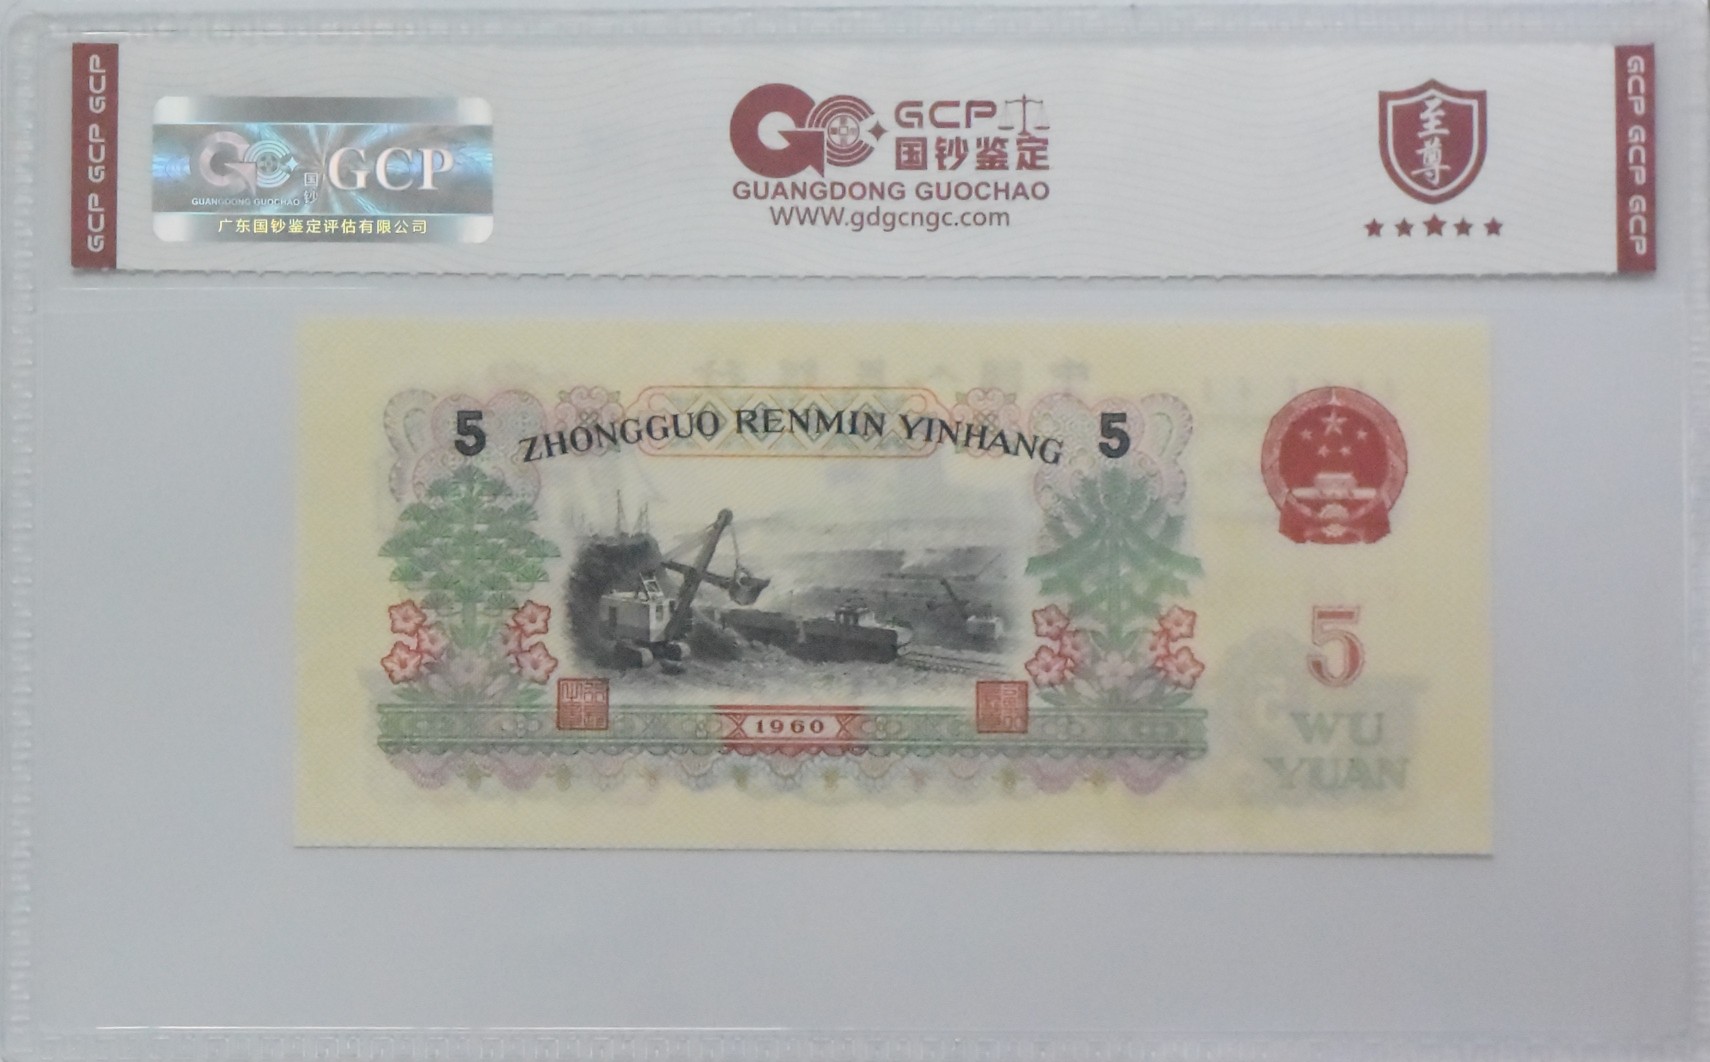 GCP GCP GCP
GCP
国钞
GUANGDONG GUOCHAO
广东国钞鉴定评估有限公司
GCP
国钞鉴定
GUANGDONG GUOCHAO
WWW.gdgcngc.com
至尊
GCP GCP GCP
5 ZHONGGUO RENMIN YINHANG 5
5
WU
YUAN
1960